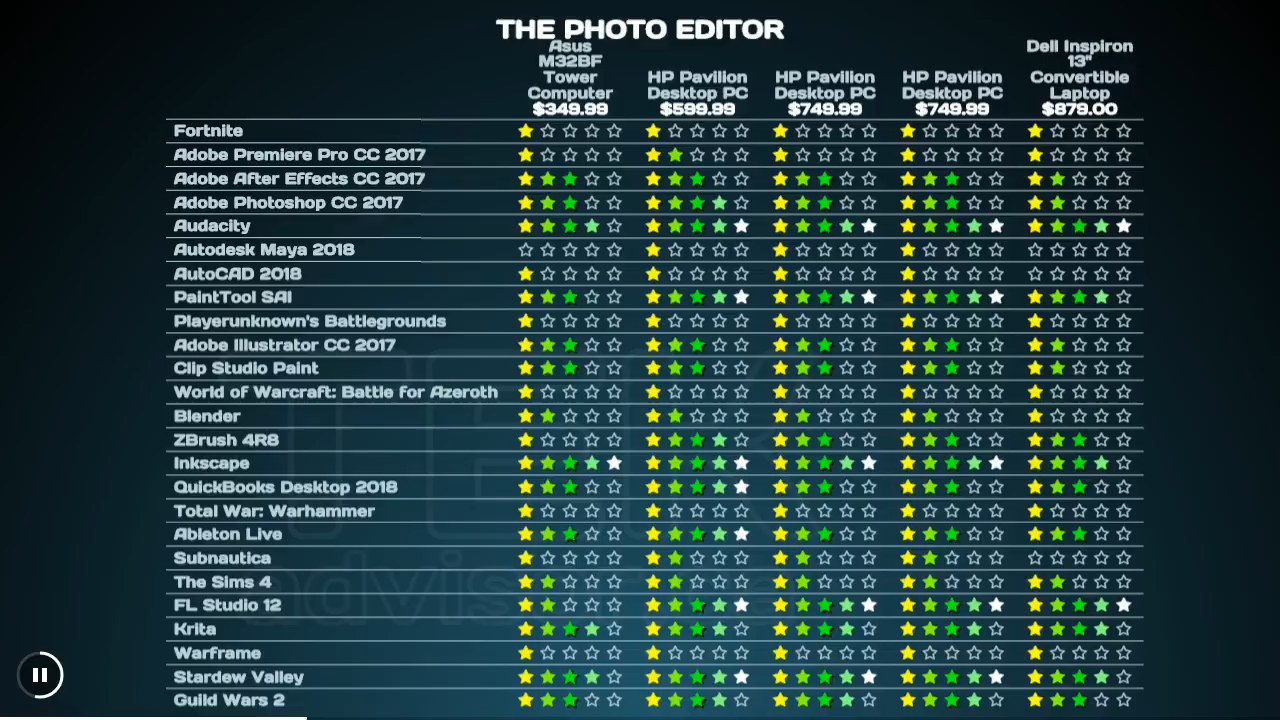 THE PHOTO EDITOR
Asus
M32BF
Tower
Computer
$349.99
HP Pavilion
Desktop PC
$599.99
HP Pavilion
Desktop PC
$749.99
HP Pavilion
Desktop PC
$749.99
Dell Inspiron
13"
Convertible
Laptop
$879.00
Fortnite
Adobe Premiere Pro CC 2017
Adobe After Effects CC 2017
Adobe Photoshop CC 2017
Audacity
Autodesk Maya 2018
AutoCAD 2018
PaintTool SAI
Playerunknown's Battlegrounds
Adobe Illustrator CC 2017
Clip Studio Paint
World of Warcraft: Battle for Azeroth
Blender
ZBrush 4R8
Inkscape
QuickBooks Desktop 2018
Total War: Warhammer
Ableton Live
Subnautica
The Sims 4
FL Studio 12
Krita
Warframe
Stardew Valley
Guild Wars 2